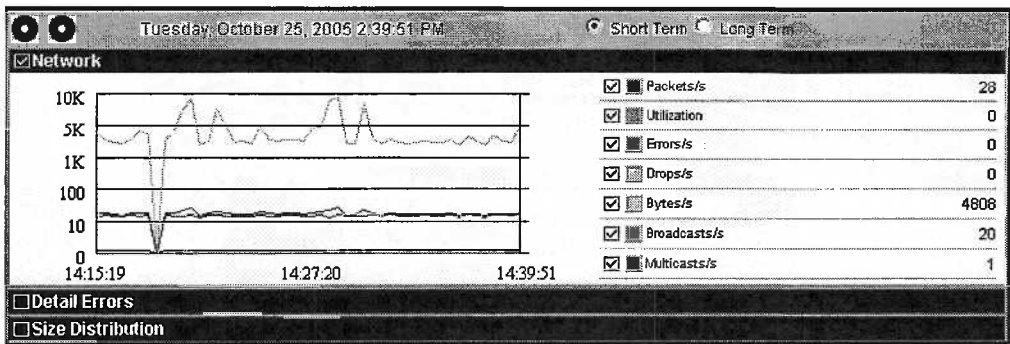 Tuesday, October 25, 2005 2:39:51 PM Short Term Long Term
Network
10K
5K
1K
100
10
0
14:15:19 14:27:20 14:39:51
Packets/s 28
Utilization 0
Errors/s 0
Drops/s 0
Bytes/s 4808
Broadcasts/s 20
Multicasts/s 1
Detail Errors
Size Distribution